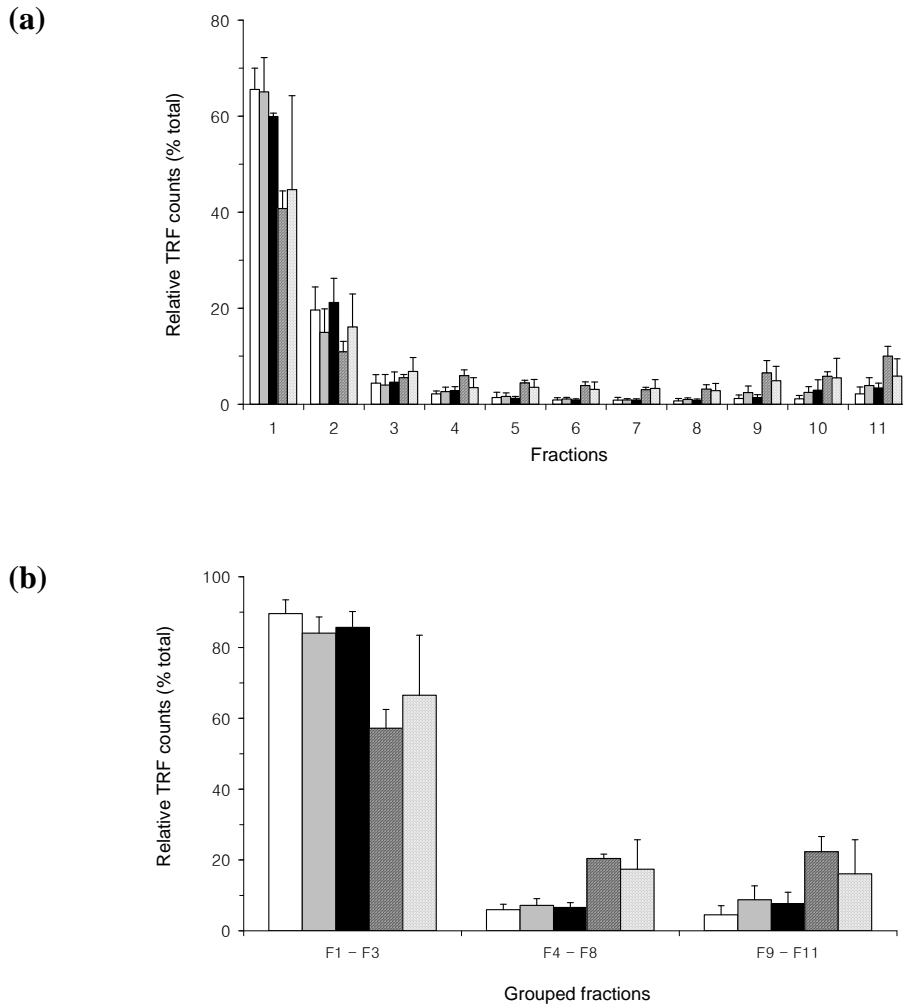 (a)
Relative TRF counts (% total)
80
60
40
20
0
1 2 3 4 5 6 7 8 9 10 11
Fractions
(b)
Relative TRF counts (% total)
100
80
60
40
20
0
F1 − F3 F4 − F8 F9 − F11
Grouped fractions